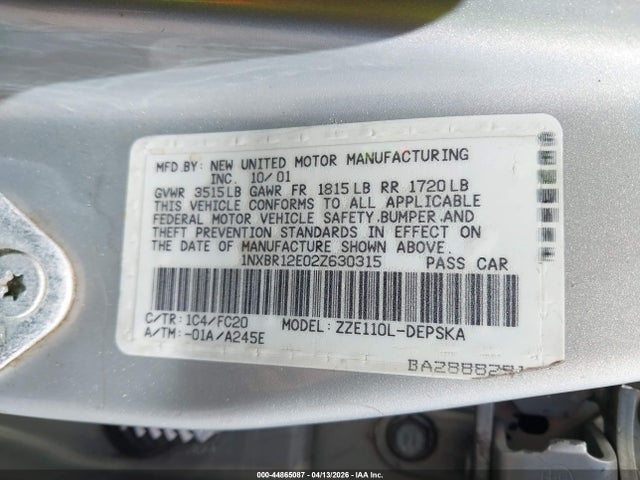 MFD.BY: NEW UNITED MOTOR MANUFACTURING
INC. 10/01
GVWR 3515LB GAWR FR 1815LB RR 1720LB
THIS VEHICLE CONFORMS TO ALL APPLICABLE
FEDERAL MOTOR VEHICLE SAFETY,BUMPER,AND
THEFT PREVENTION STANDARDS IN EFFECT ON
THE DATE OF MANUFACTURE SHOWN ABOVE.
1NXBR12E02Z630315 PASS CAR
C/TR:1C4/FC20 MODEL:ZZE110L-DEPSKA
A/TM:-01A/A245E
000-44865087 | 04/13/2026 | IAA Inc.